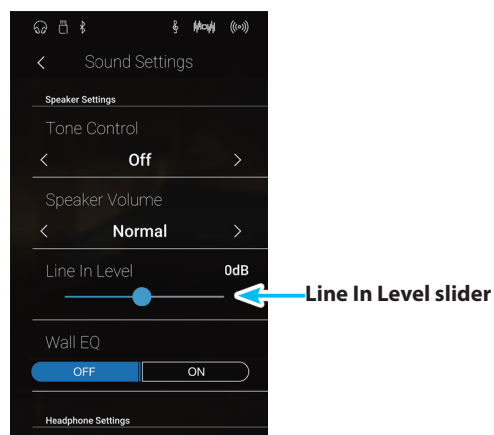 Sound Settings
Speaker Settings
Tone Control
Off
Speaker Volume
Normal
Line In Level 0dB
Line In Level slider
Wall EQ
OFF ON
Headphone Settings